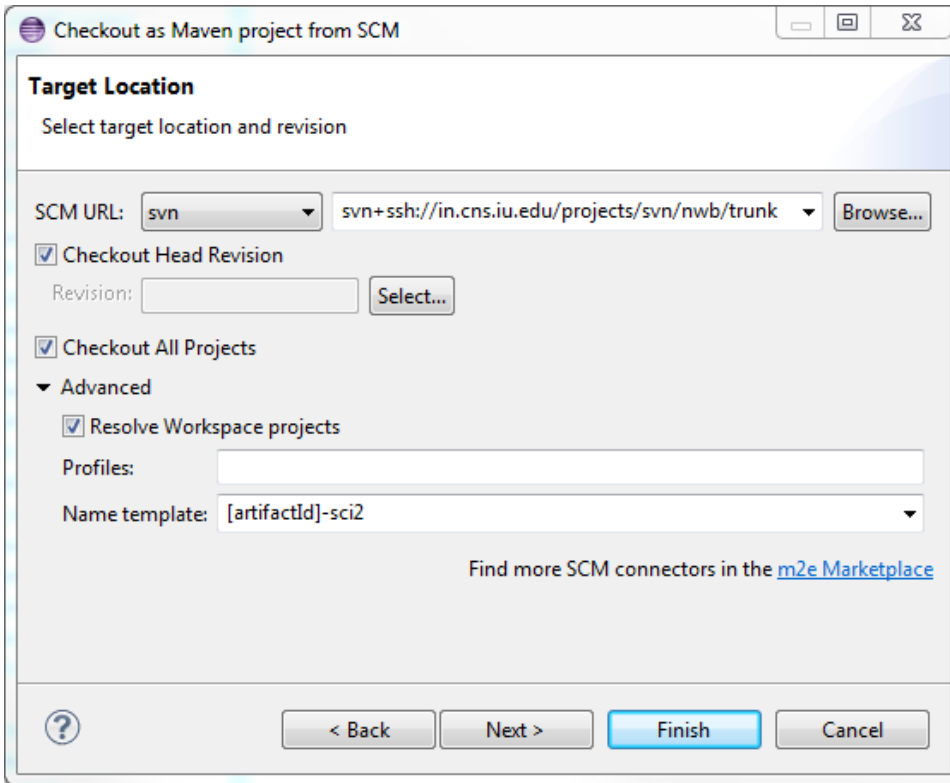 Checkout as Maven project from SCM
Target Location
Select target location and revision
SCM URL: svn svn+ssh://in.cns.iu.edu/projects/svn/nwb/trunk Browse...
Checkout Head Revision
Revision: Select...
Checkout All Projects
Advanced
Resolve Workspace projects
Profiles:
Name template: [artifactId]-sci2
Find more SCM connectors in the m2e Marketplace
? < Back Next > Finish Cancel